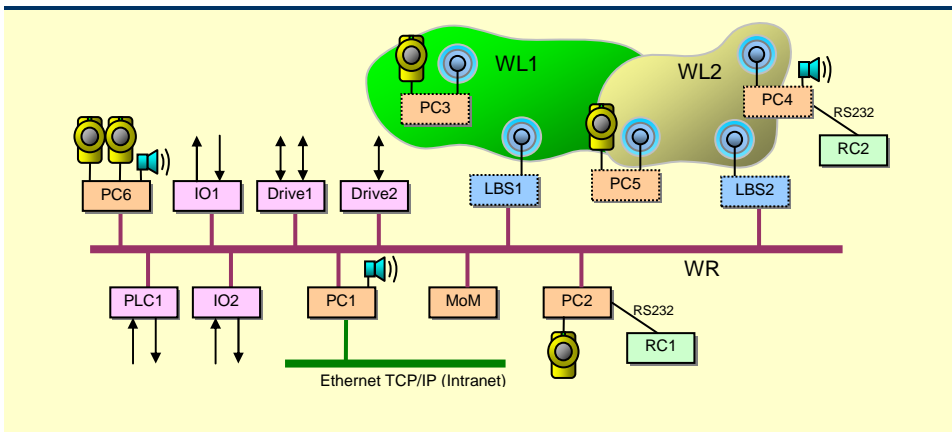 WL1
WL2
PC3
PC4
RS232
RC2
PC6
IO1
Drive1
Drive2
LBS1
PC5
LBS2
WR
PLC1
IO2
PC1
MoM
PC2
RS232
RC1
Ethernet TCP/IP (Intranet)